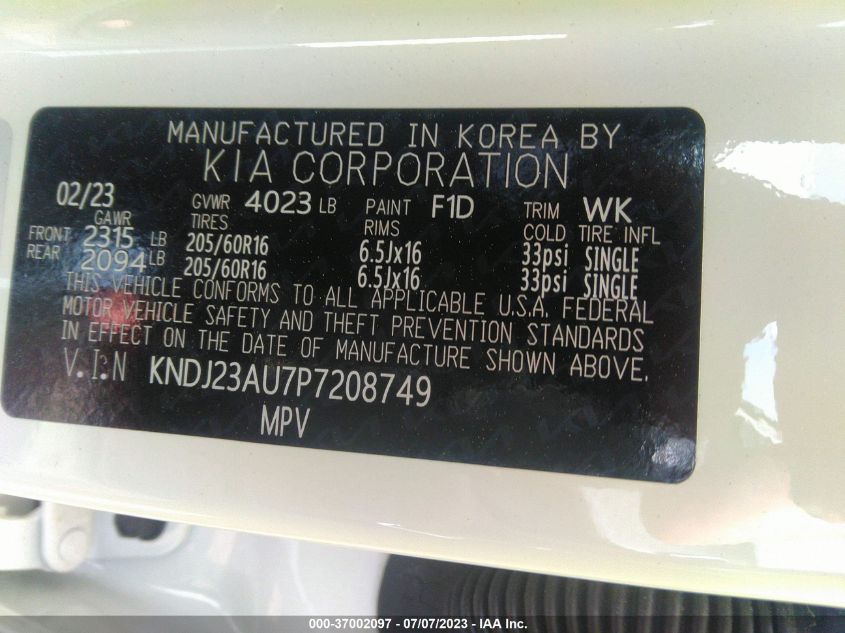 MANUFACTURED IN KOREA BY
KIA CORPORATION
02/23 GVWR 4023 LB PAINT F1D TRIM WK
GAWR TIRES RIMS COLD TIRE INFL
FRONT 2315 LB 205/60R16 6.5Jx16 33psi SINGLE
REAR 2094 LB 205/60R16 6.5Jx16 33psi SINGLE
THIS VEHICLE CONFORMS TO ALL APPLICABLE U.S.A. FEDERAL
MOTOR VEHICLE SAFETY AND THEFT PREVENTION STANDARDS
IN EFFECT ON THE DATE OF MANUFACTURE SHOWN ABOVE.
V.I.N KNDJ23AU7P7208749
MPV
000-37002097 - 07/07/2023 - IAA Inc.